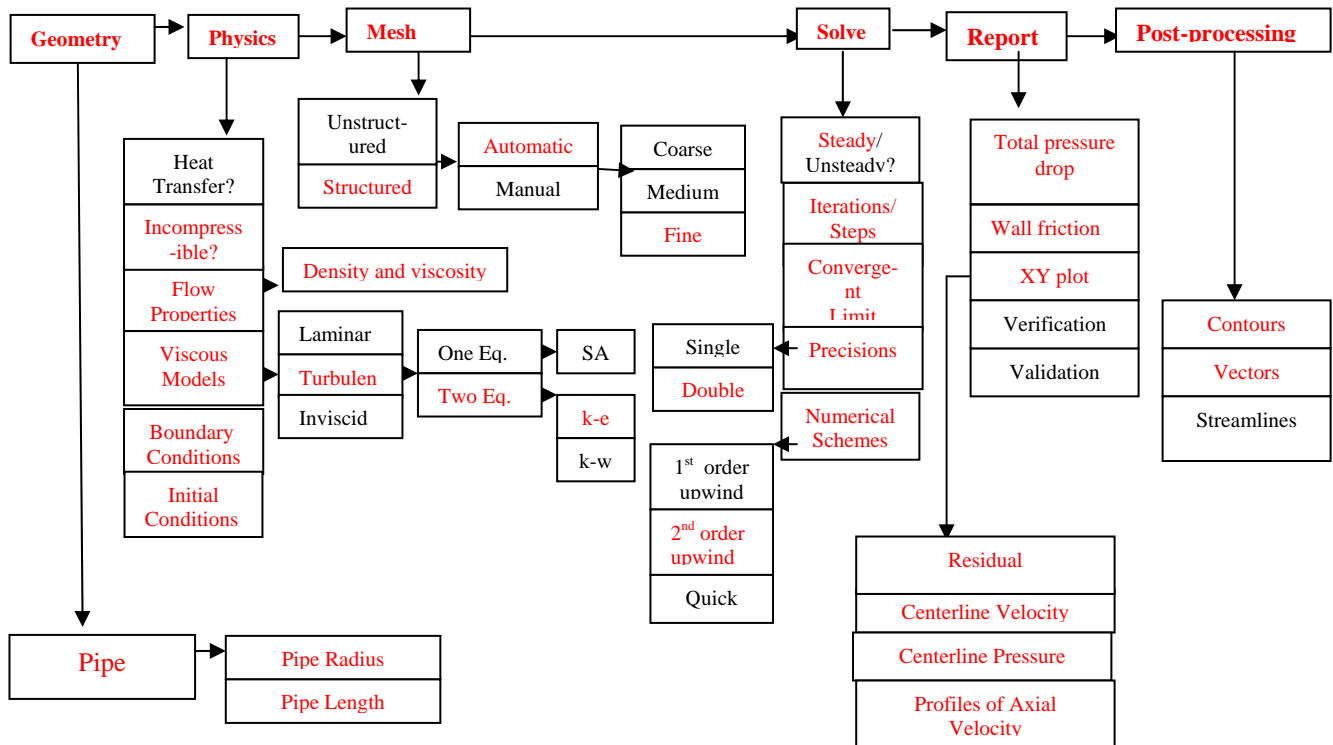 Geometry
Physics
Mesh
Solve
Report
Post-processing
Heat
Transfer?
Incompress
-ible?
Flow
Properties
Viscous
Models
Boundary
Conditions
Initial
Conditions
Density and viscosity
Laminar
Turbulen
Inviscid
One Eq.
Two Eq.
SA
k-e
k-w
Unstruct-
ured
Structured
Automatic
Manual
Coarse
Medium
Fine
Steady/
Unsteady?
Iterations/
Steps
Converge-
nt
Limit
Precisions
Numerical
Schemes
Single
Double
1st order
upwind
2nd order
upwind
Quick
Total pressure
drop
Wall friction
XY plot
Verification
Validation
Residual
Centerline Velocity
Centerline Pressure
Profiles of Axial
Velocity
Contours
Vectors
Streamlines
Pipe
Pipe Radius
Pipe Length